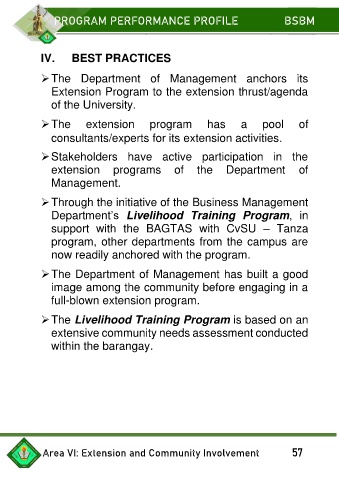 PROGRAM PERFORMANCE PROFILE BSBM
IV. BEST PRACTICES
➢The Department of Management anchors its
Extension Program to the extension thrust/agenda
of the University.
➢The extension program has a pool of
consultants/experts for its extension activities.
➢Stakeholders have active participation in the
extension programs of the Department of
Management.
➢Through the initiative of the Business Management
Department's Livelihood Training Program, in
support with the BAGTAS with CvSU – Tanza
program, other departments from the campus are
now readily anchored with the program.
➢The Department of Management has built a good
image among the community before engaging in a
full-blown extension program.
➢The Livelihood Training Program is based on an
extensive community needs assessment conducted
within the barangay.
Area VI: Extension and Community Involvement 57